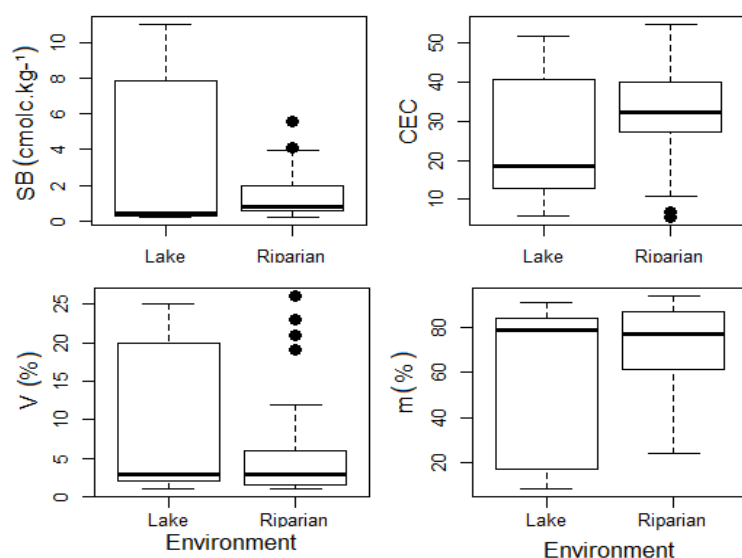 SB (cmolc.kg-¹)
10
8
6
4
2
0
Lake
Riparian
CEC
50
40
30
20
10
Lake
Riparian
V (%)
25
20
15
10
5
0
Lake
Riparian
Environment
m(%)
80
60
40
20
Lake
Riparian
Environment